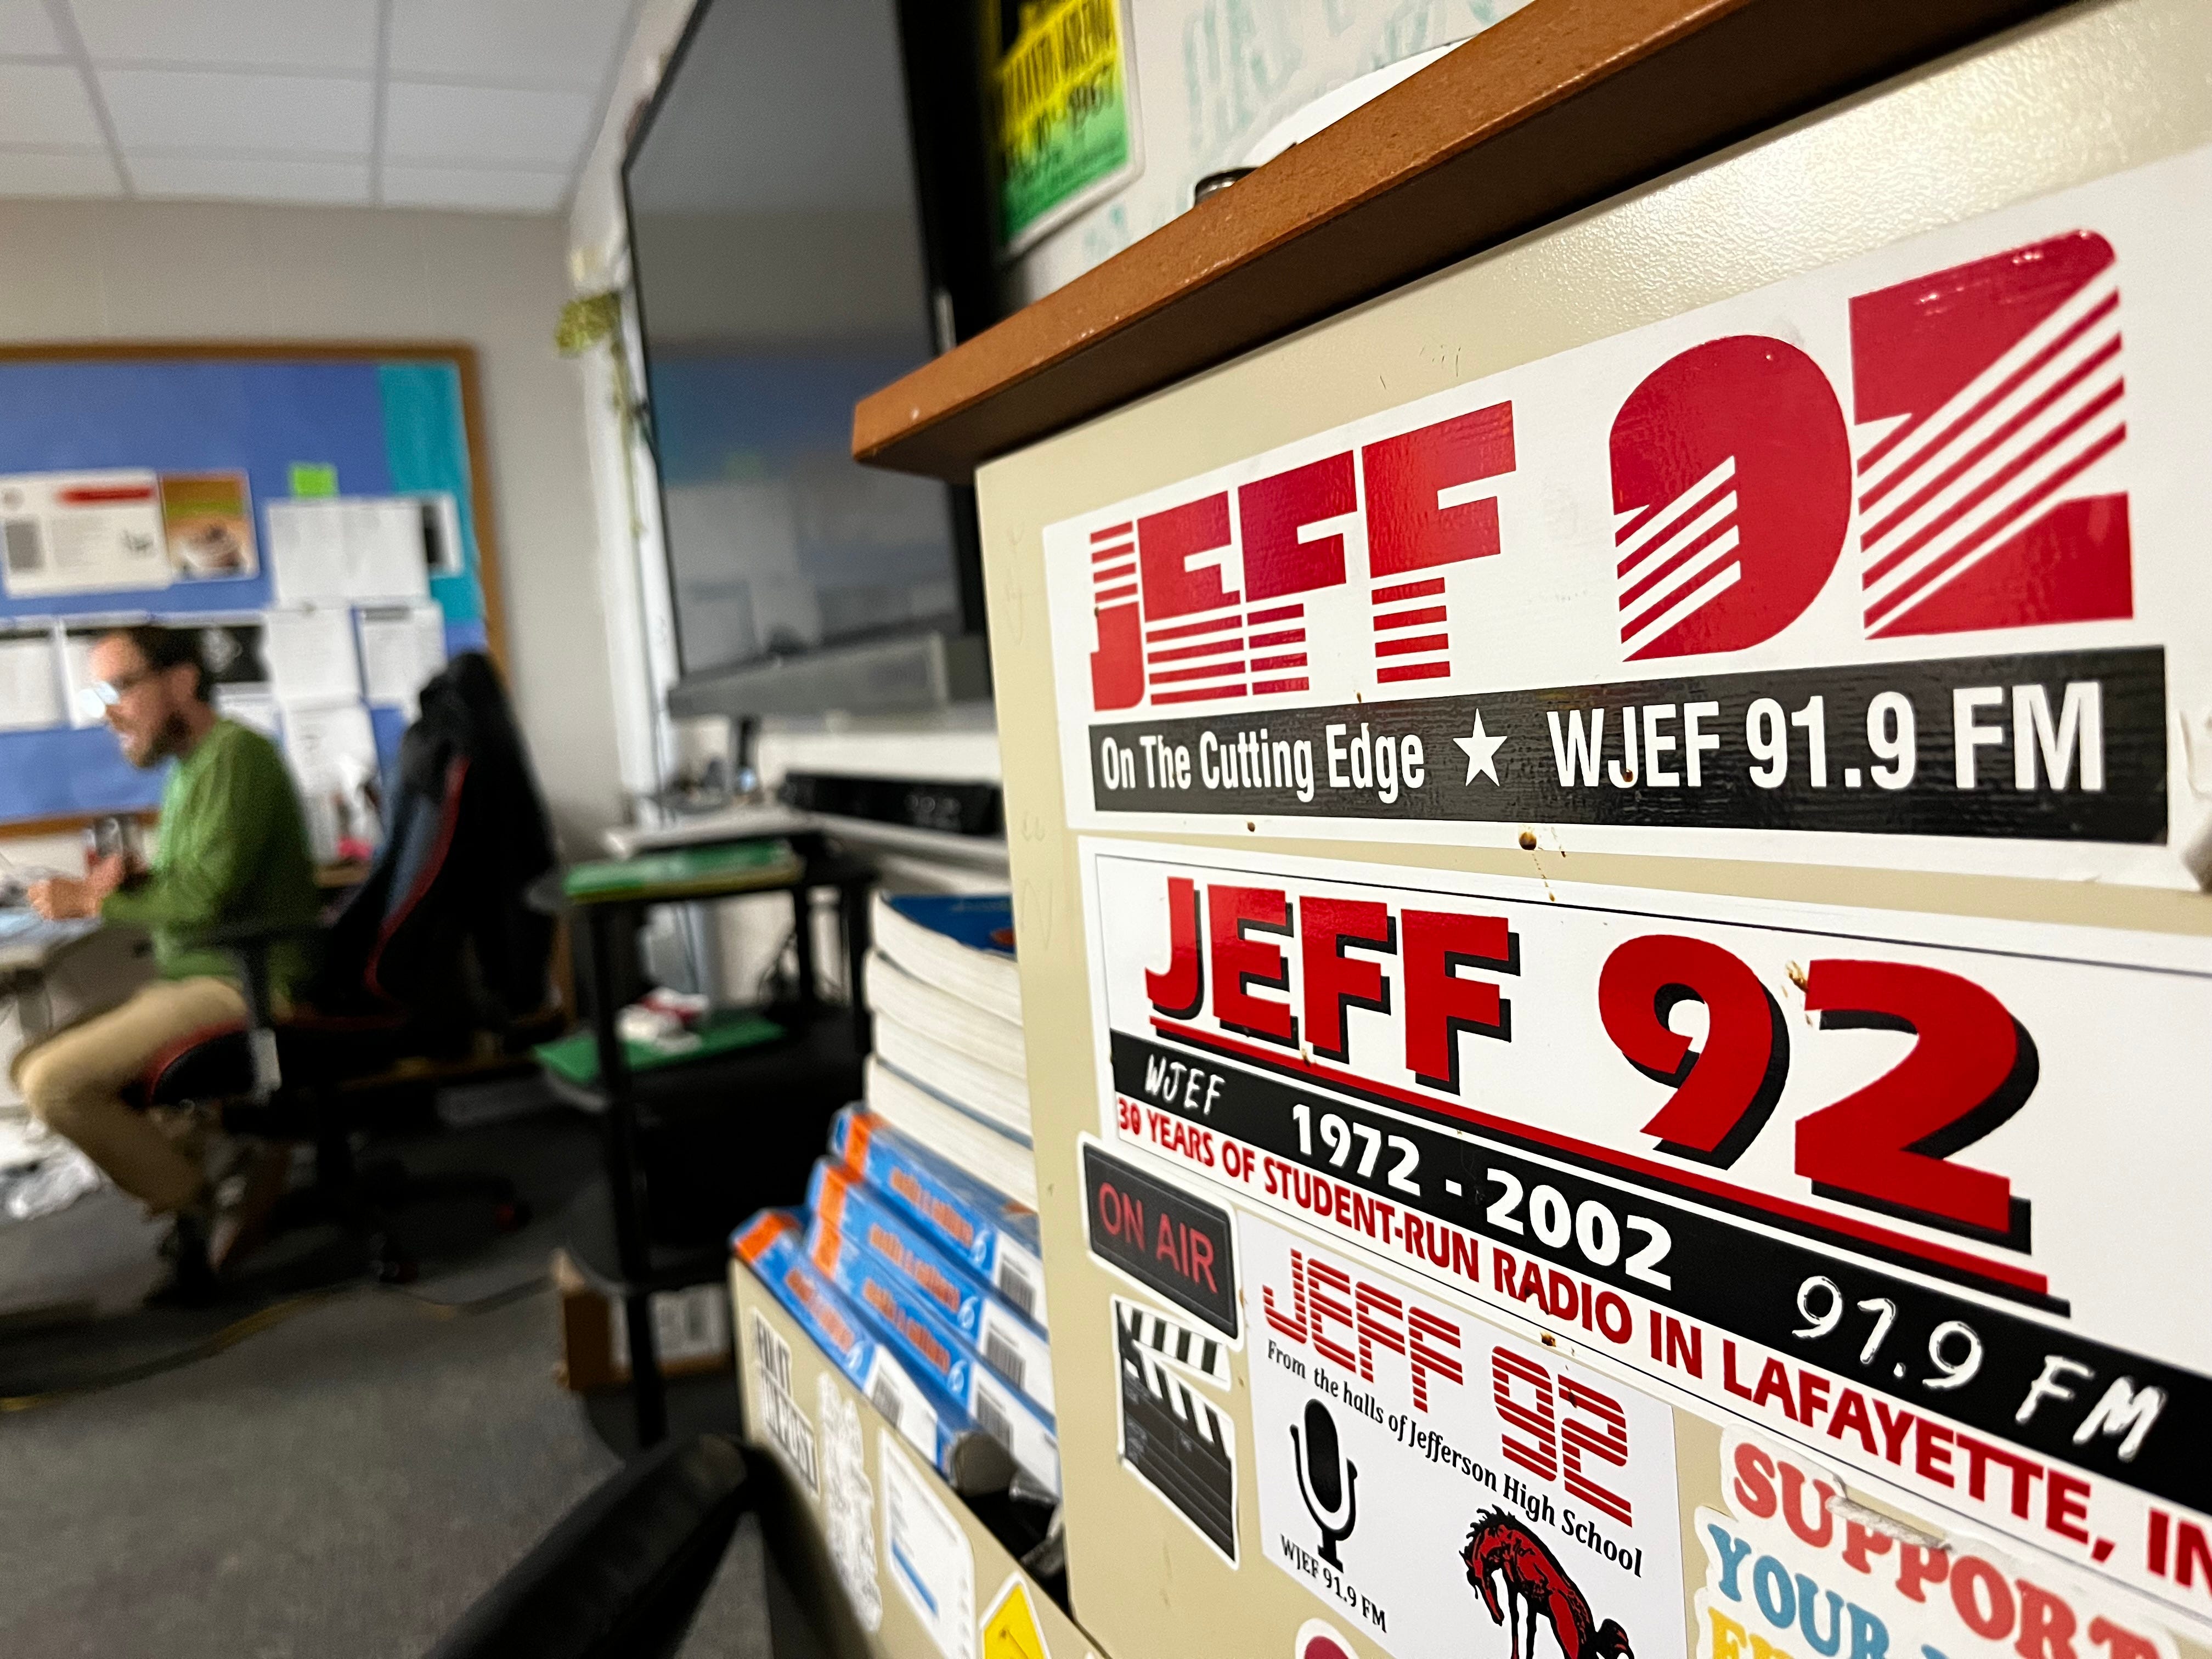 JEFF 92
On The Cutting Edge ★ WJEF 91.9 FM
JEFF 92
WJEF 1972 - 2002 91.9 FM
30 YEARS OF STUDENT-RUN RADIO IN LAFAYETTE, IN
ON AIR
JEFF 92
From the halls of Jefferson High School
WJEF 91.9 FM
SUPPORT
YOUR